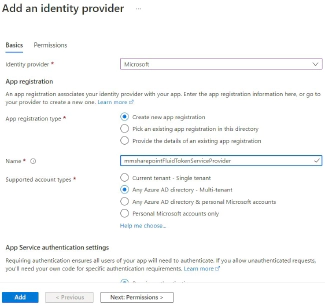 Add an identity provider ...
Basics Permissions
Identity provider * Microsoft
App registration
An app registration associates your identity provider with your app. Enter the app registration information here, or go to
your provider to create a new one. Learn more
App registration type * Create new app registration
Pick an existing app registration in this directory
Provide the details of an existing app registration
Name * mmsharepointFluidTokenServiceProvider
Supported account types * Current tenant - Single tenant
Any Azure AD directory - Multi-tenant
Any Azure AD directory & personal Microsoft accounts
Personal Microsoft accounts only
Help me choose...
App Service authentication settings
Requiring authentication ensures all users of your app will need to authenticate. If you allow unauthenticated requests,
you'll need your own code for specific authentication requirements. Learn more
Add < Previous Next: Permissions >